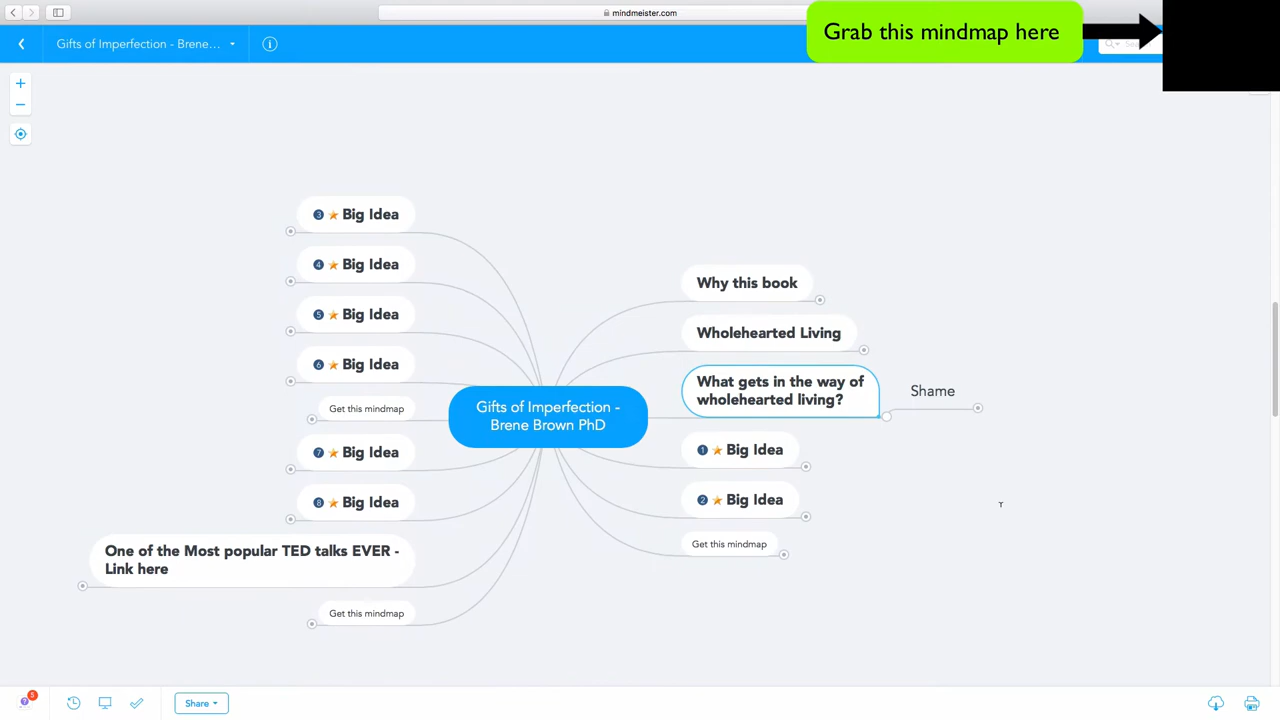 mindmeister.com
Grab this mindmap here
Gifts of Imperfection - Brene...
3 Big Idea
4 Big Idea
5 Big Idea
6 Big Idea
Get this mindmap
7 Big Idea
8 Big Idea
One of the Most popular TED talks EVER -
Link here
Get this mindmap
Gifts of Imperfection -
Brene Brown PhD
Why this book
Wholehearted Living
What gets in the way of
wholehearted living?
Shame
1 Big Idea
2 Big Idea
Get this mindmap
5
Share